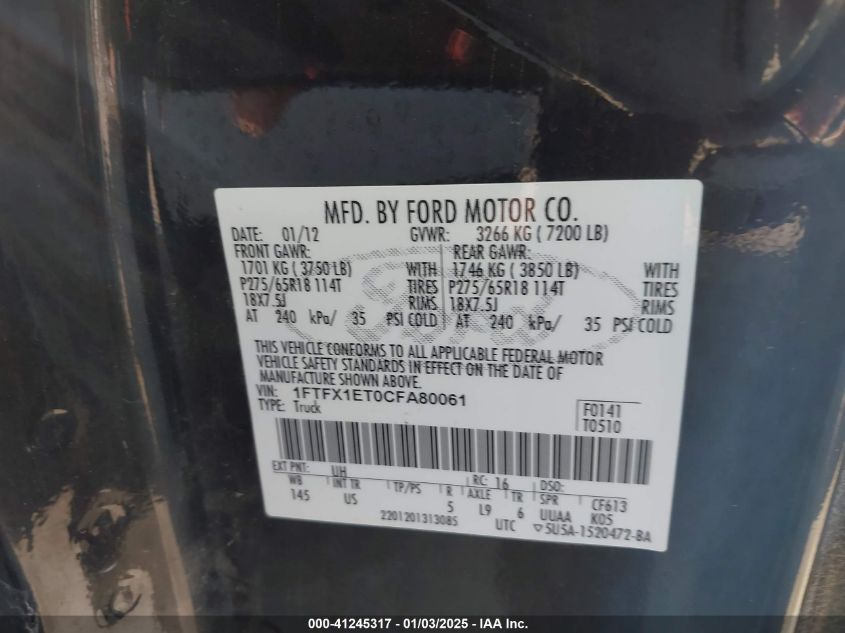 MFD. BY FORD MOTOR CO.
DATE: 01/12 GVWR: 3266 KG ( 7200 LB)
FRONT GAWR: REAR GAWR:
1701 KG ( 3750 LB) WITH 1746 KG ( 3850 LB) WITH
P275/65R18 114T TIRES P275/65R18 114T TIRES
18X7.5J RIMS 18X7.5J RIMS
AT 240 kPa/ 35 PSI COLD AT 240 kPa/ 35 PSI COLD
THIS VEHICLE CONFORMS TO ALL APPLICABLE FEDERAL MOTOR
VEHICLE SAFETY STANDARDS IN EFFECT ON THE DATE OF
MANUFACTURE SHOWN ABOVE.
VIN: 1FTFX1ET0CFA80061
TYPE: Truck
F0141
T0510
EXT PNT: UH RC: 16 DSO:
WB INT TR TP/PS R AXLE TR SPR CF613
145 US 5 L9 6 UUAA K05
2201201313085 UTC ▽5U5A-1520472-BA
000-41245317 - 01/03/2025 - IAA Inc.